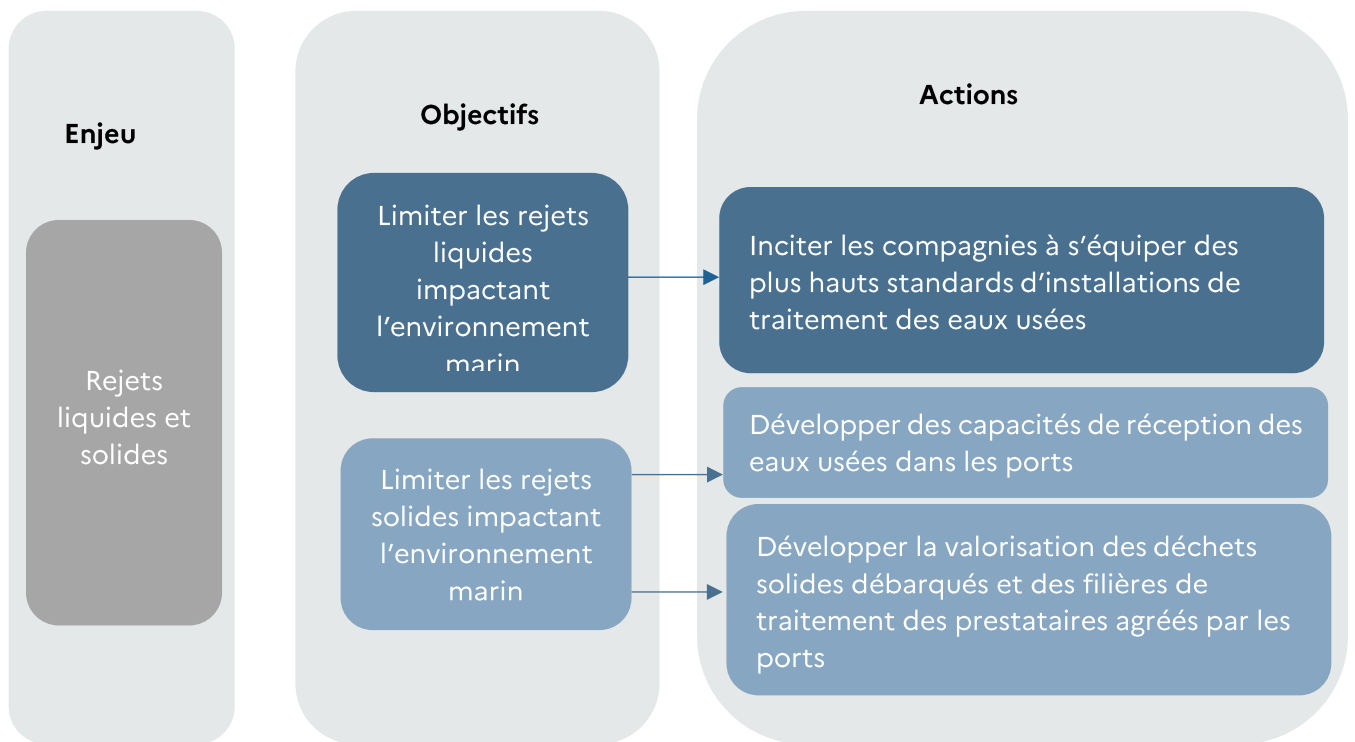 Enjeu
Rejets
liquides et
solides
Objectifs
Limiter les rejets
liquides
impactant
l'environnement
marin
Limiter les rejets
solides impactant
l'environnement
marin
Actions
Inciter les compagnies à s'équiper des
plus hauts standards d'installations de
traitement des eaux usées
Développer des capacités de réception des
eaux usées dans les ports
Développer la valorisation des déchets
solides débarqués et des filières de
traitement des prestataires agréés par les
ports